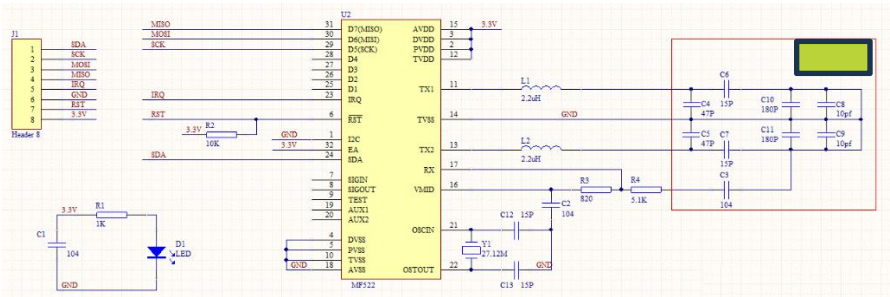 U2
MISO 31 D7(MISO) AVDD 15 3.3V
MOSI 30 D6(MISI) DVDD 3
SCK 29 D5(SCK) PVDD 2
28 D4 TVDD 12
27 D3
26 D2
25 D1 TX1 11
IRQ 23 IRQ
RST 6 RST TVSS 14 GND
3.3V R2 10K
GND 1 I2C TX2 13
3.3V 32 EA
SDA 24 SDA RX 17
7 SIGIN
8 SIGOUT VMID 16
9 TEST
19 AUX1
20 AUX2
OSCIN 21
4 DVSS
5 PVSS
10 TVSS
GND 18 AVSS OSTOUT 22
MF522
J1
1 SDA
2 SCK
3 MOSI
4 MISO
5 IRQ
6 GND
7 RST
8 3.3V
Header 8
L1
2.2uH
L2
2.2uH
C6
15P
C4
47P
C10
180P
C8
10pf
C5
47P
C7
15P
C11
180P
C9
10pf
R3
820
R4
5.1K
C3
104
C2
104
C12 15P
Y1
27.12M
GND
C13 15P
3.3V
R1
1K
C1
104
D1
LED
GND